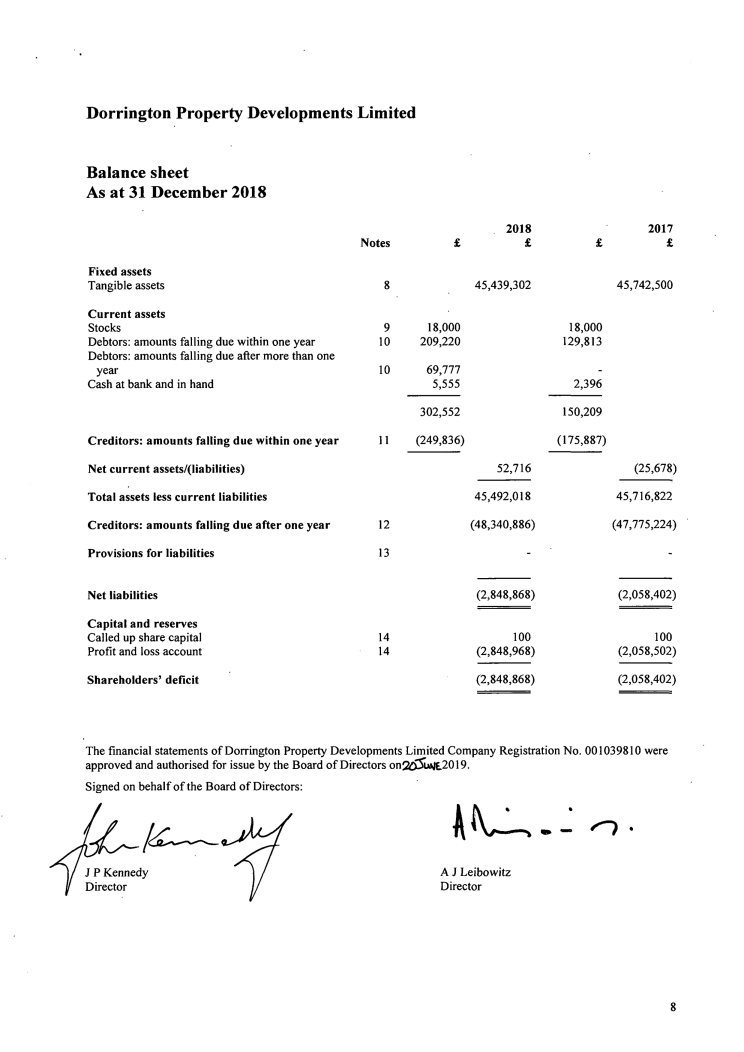 Dorrington Property Developments Limited
Balance sheet
As at 31 December 2018
2018 2017
Notes £ £ £ £
Fixed assets
Tangible assets 8 45,439,302 45,742,500
Current assets
Stocks 9 18,000 18,000
Debtors: amounts falling due within one year 10 209,220 129,813
Debtors: amounts falling due after more than one
year 10 69,777 -
Cash at bank and in hand 5,555 2,396
302,552 150,209
Creditors: amounts falling due within one year 11 (249,836) (175,887)
Net current assets/(liabilities) 52,716 (25,678)
Total assets less current liabilities 45,492,018 45,716,822
Creditors: amounts falling due after one year 12 (48,340,886) (47,775,224)
Provisions for liabilities 13 - -
Net liabilities (2,848,868) (2,058,402)
Capital and reserves
Called up share capital 14 100 100
Profit and loss account 14 (2,848,968) (2,058,502)
Shareholders' deficit (2,848,868) (2,058,402)
The financial statements of Dorrington Property Developments Limited Company Registration No. 001039810 were
approved and authorised for issue by the Board of Directors on 20 JUNE 2019.
Signed on behalf of the Board of Directors:
John Kennedy
J P Kennedy A J Leibowitz
Director Director
8